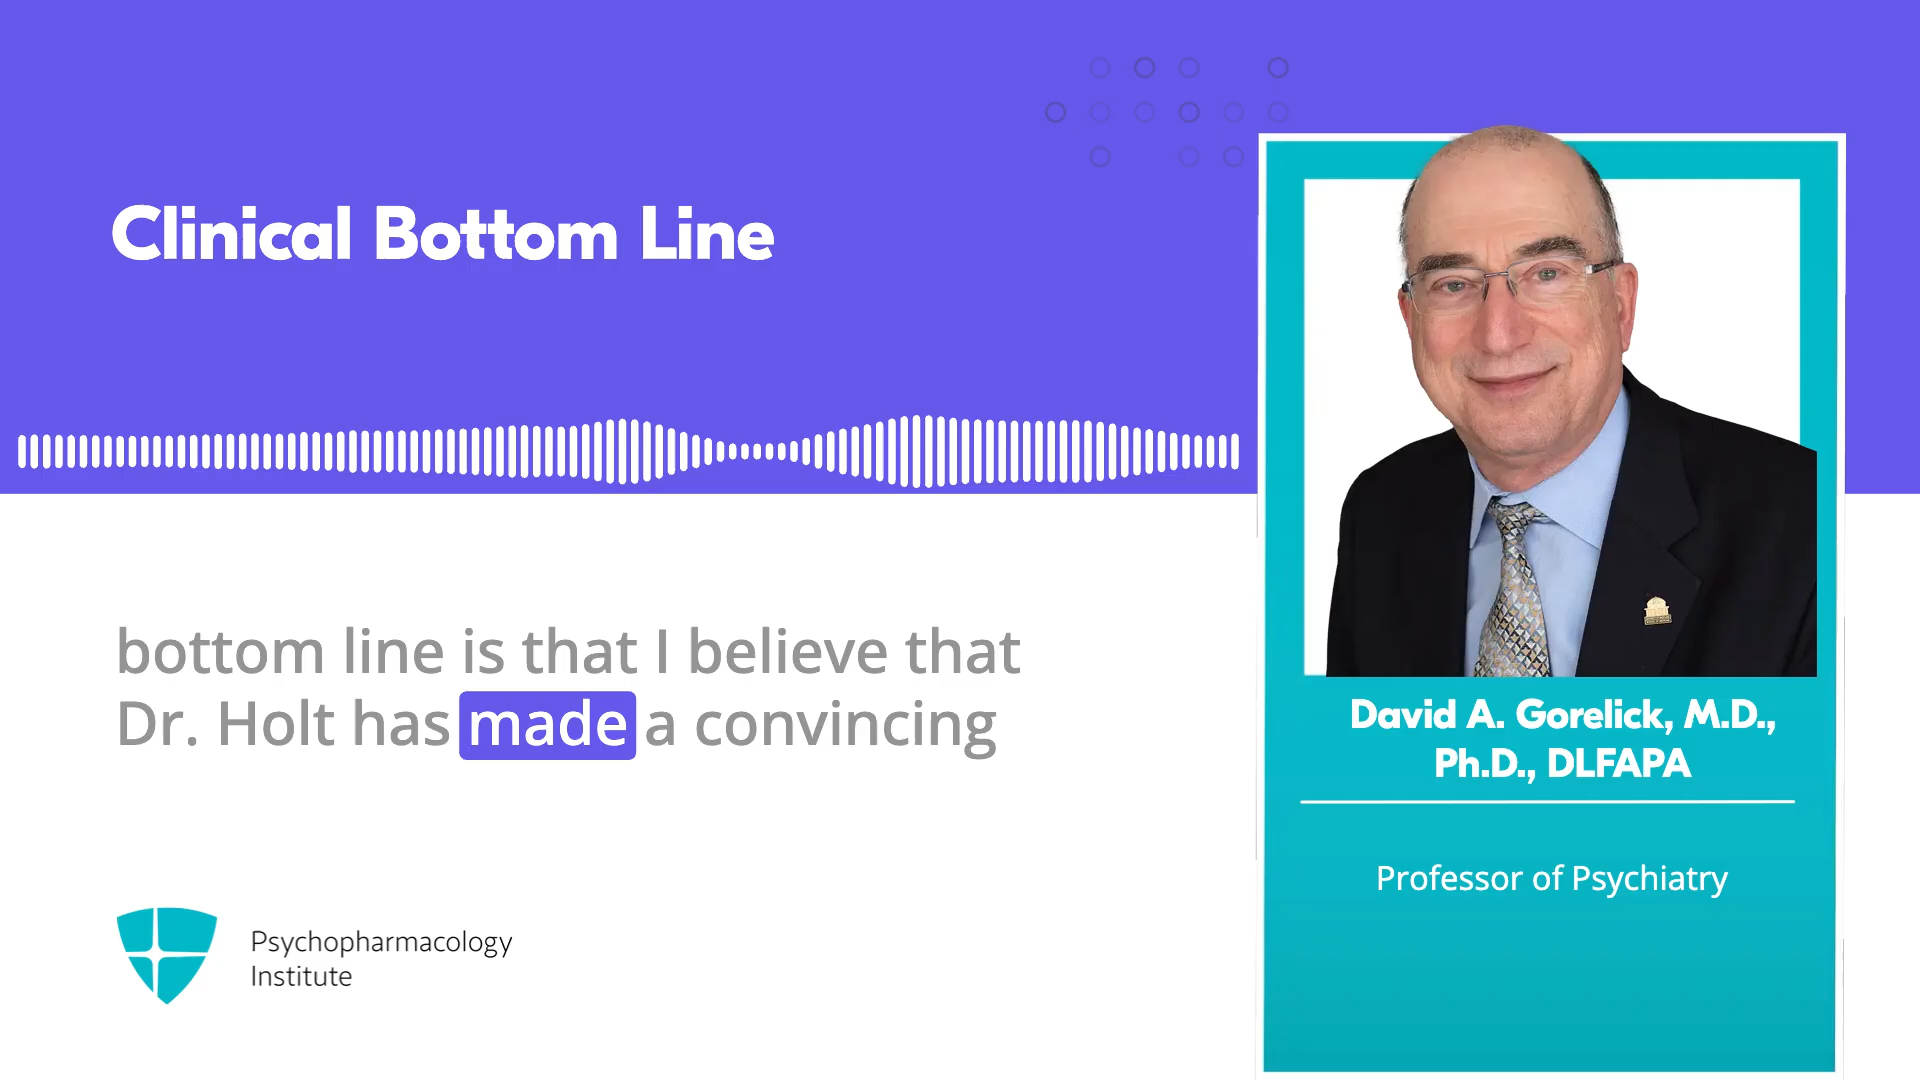 Clinical Bottom Line
bottom line is that I believe that
Dr. Holt has made a convincing
David A. Gorelick, M.D.,
Ph.D., DLFAPA
Professor of Psychiatry
Psychopharmacology
Institute